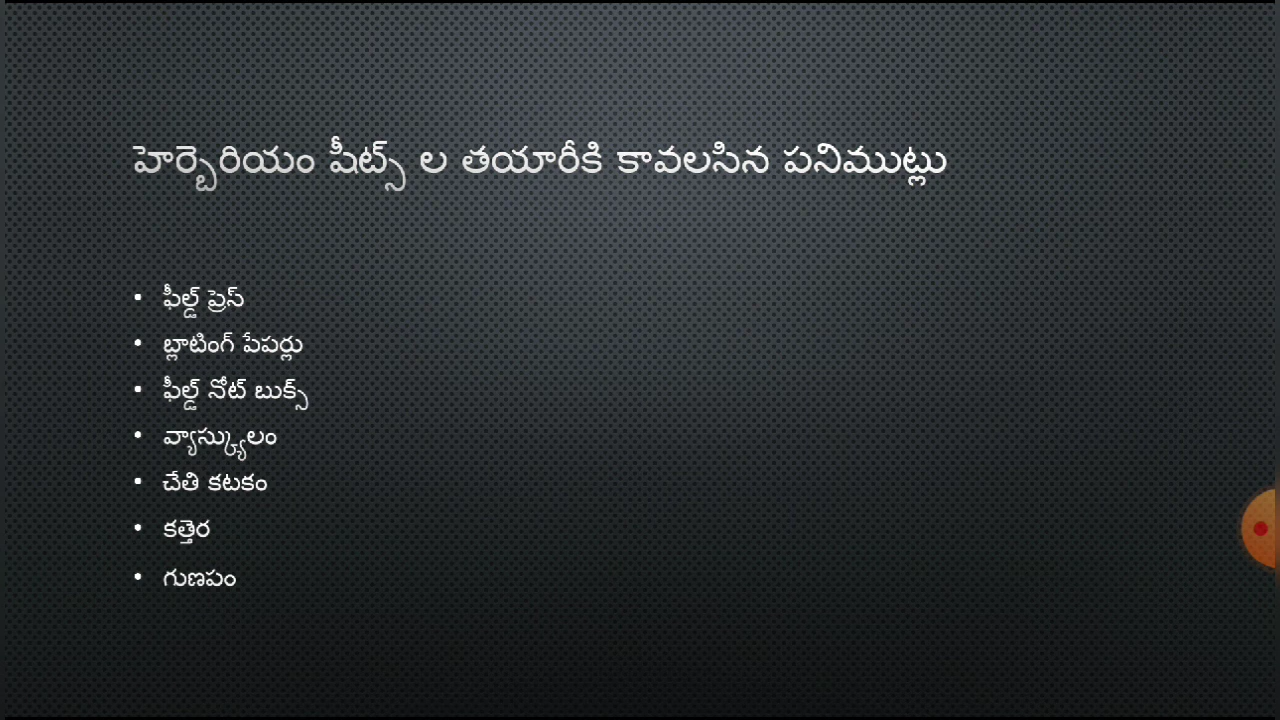 హెర్బెరియం షీట్స్ ల తయారీకి కావలసిన పనిముట్లు
• ఫీల్డ్ ప్రెస్
• బ్లాటింగ్ పేపర్లు
• ఫీల్డ్ నోట్ బుక్స్
• వ్యాస్క్యులం
• చేతి కటకం
• కత్తెర
• గుణపం